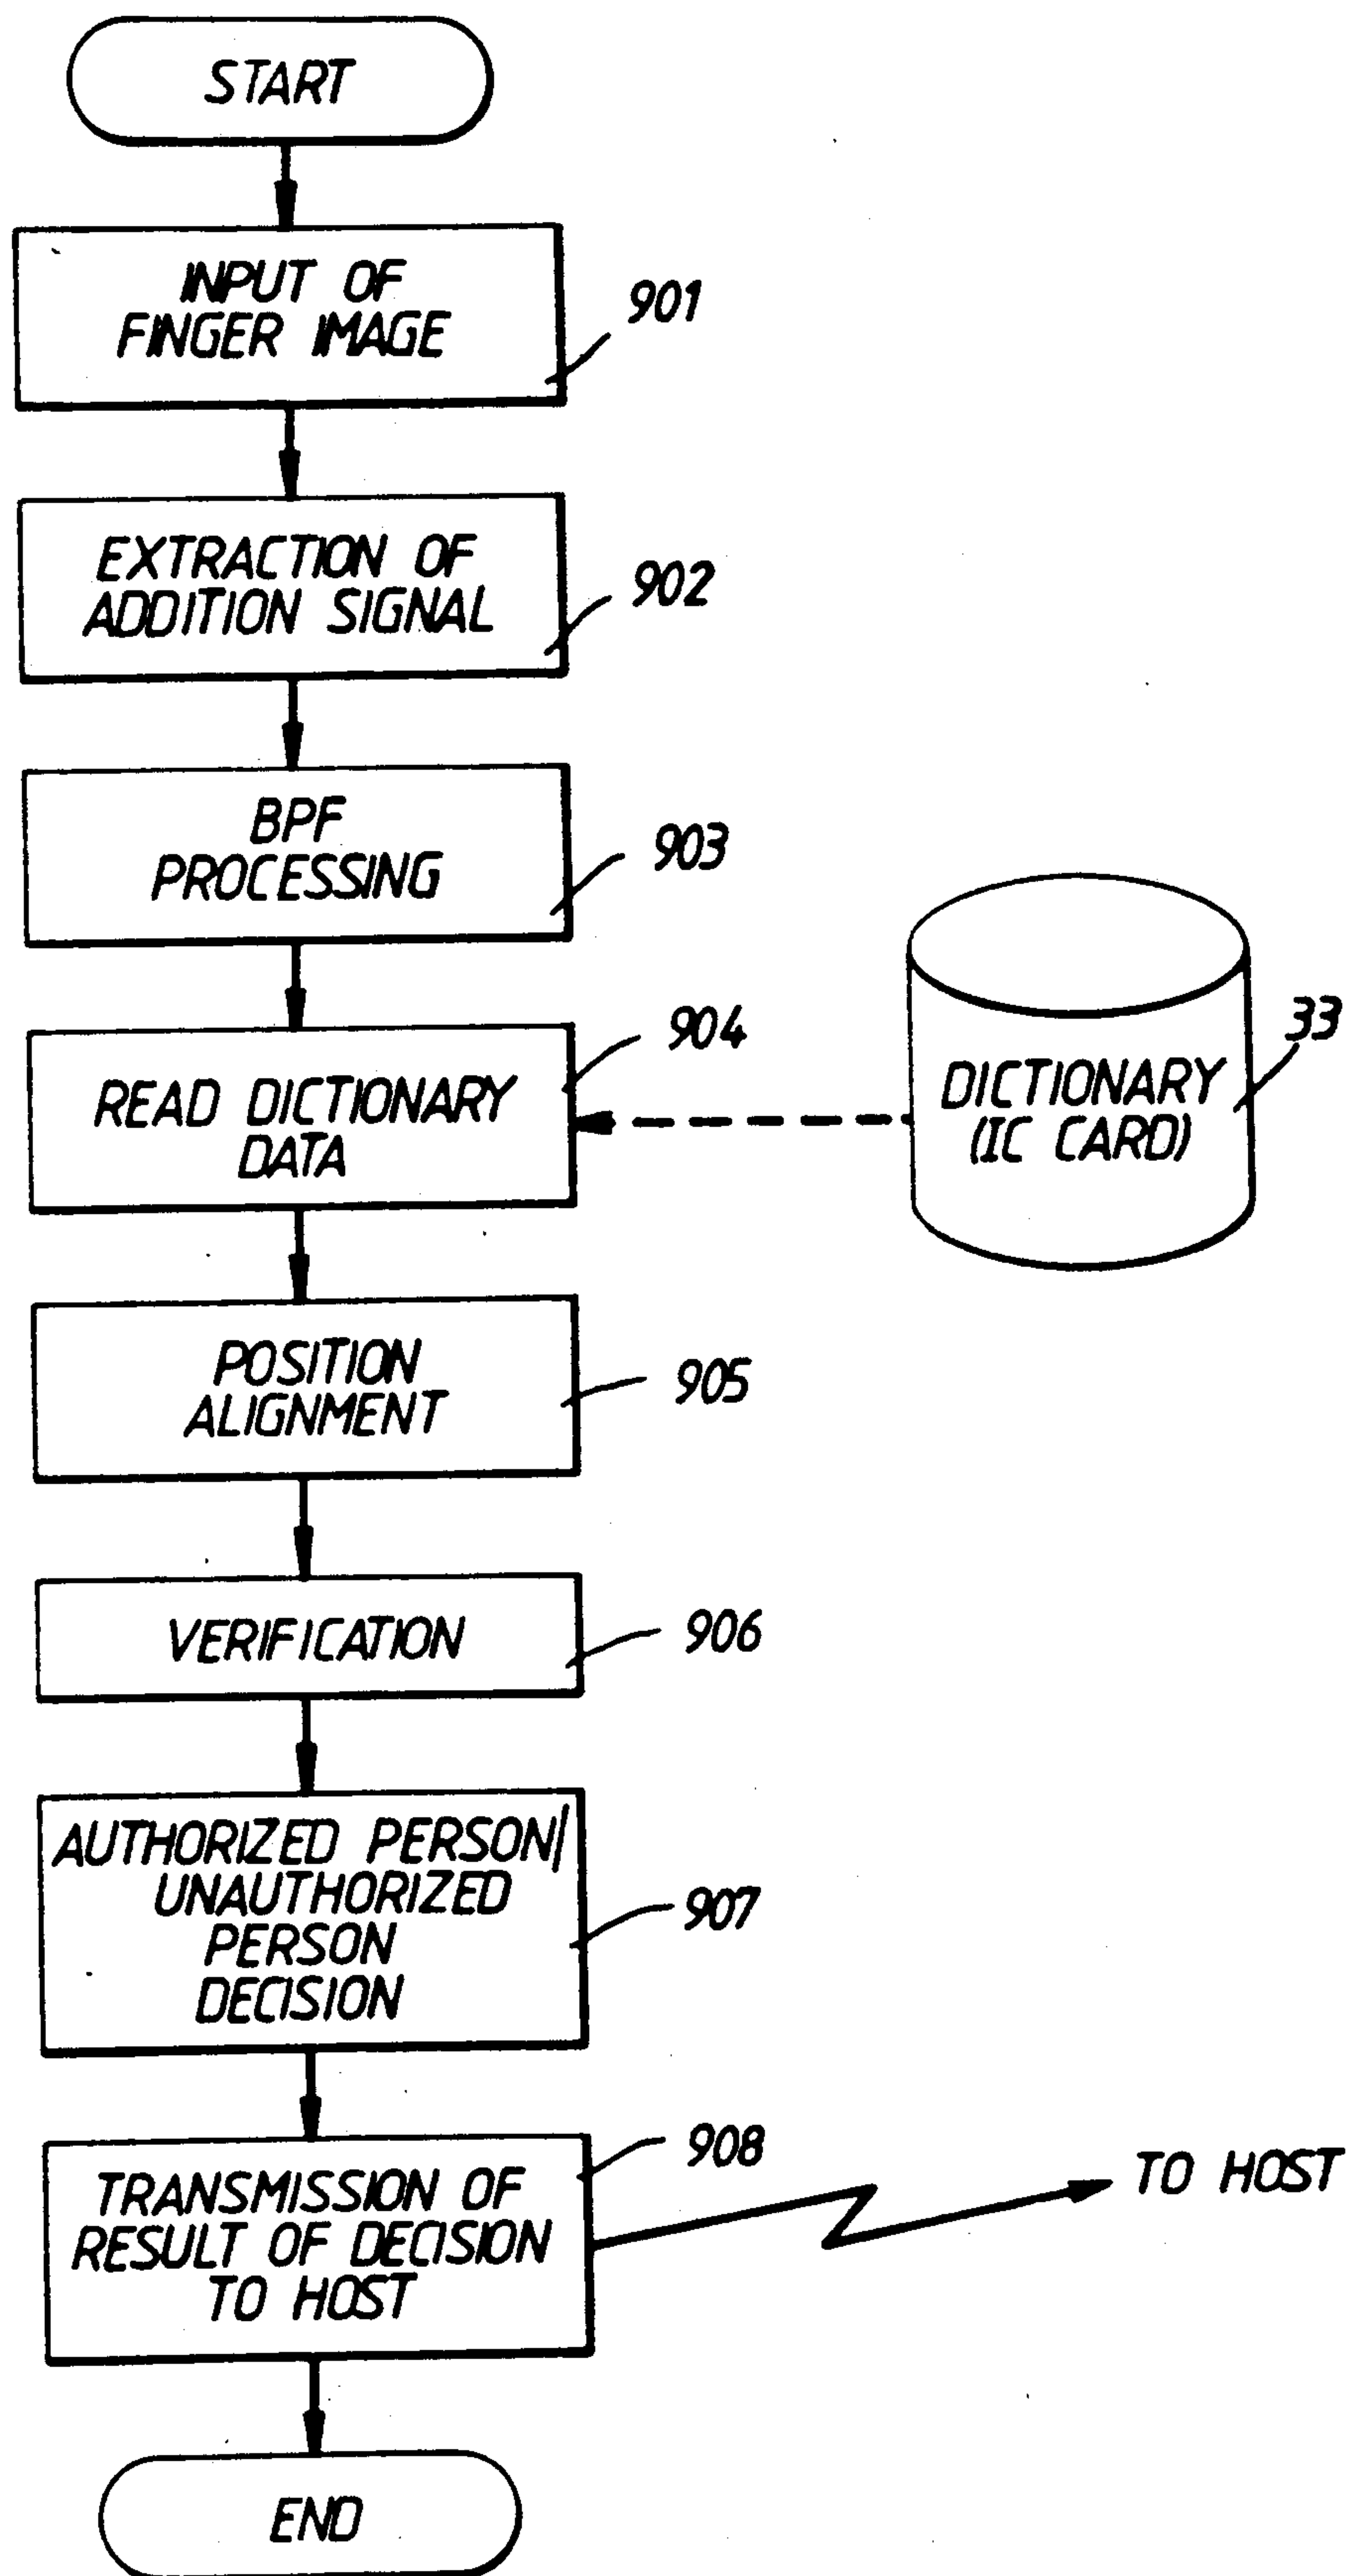 START
INPUT OF
FINGER IMAGE
901
EXTRACTION OF
ADDITION SIGNAL
902
BPF
PROCESSING
903
READ DICTIONARY
DATA
904
DICTIONARY
(IC CARD)
33
POSITION
ALIGNMENT
905
VERIFICATION
906
AUTHORIZED PERSON/
UNAUTHORIZED
PERSON
DECISION
907
TRANSMISSION OF
RESULT OF DECISION
TO HOST
908
TO HOST
END